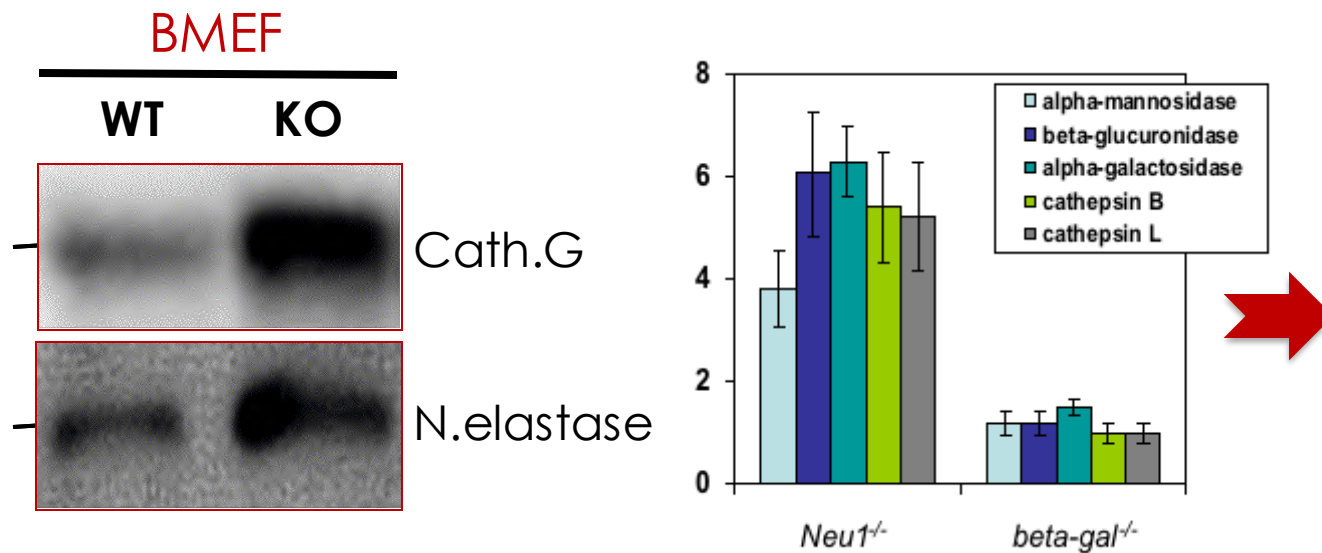 BMEF
WT KO
Cath.G
N.elastase
8
6
4
2
0
alpha-mannosidase
beta-glucuronidase
alpha-galactosidase
cathepsin B
cathepsin L
Neu1-/- beta-gal-/-